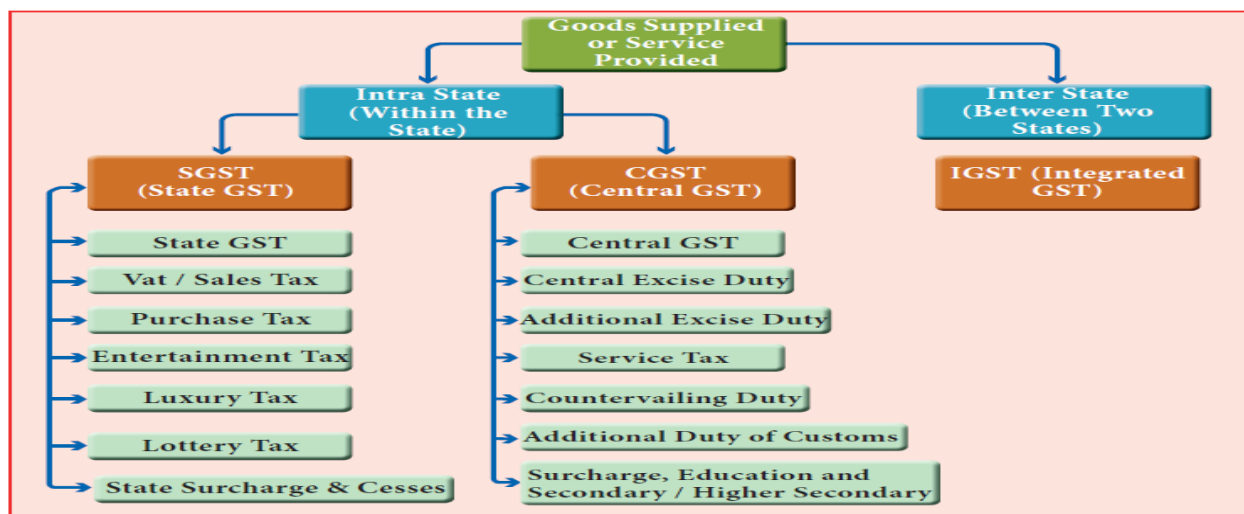 Goods Supplied
or Service
Provided
Intra State
(Within the
State)
Inter State
(Between Two
States)
SGST
(State GST)
CGST
(Central GST)
IGST (Integrated
GST)
State GST
Vat / Sales Tax
Purchase Tax
Entertainment Tax
Luxury Tax
Lottery Tax
State Surcharge & Cesses
Central GST
Central Excise Duty
Additional Excise Duty
Service Tax
Countervailing Duty
Additional Duty of Customs
Surcharge, Education and
Secondary / Higher Secondary